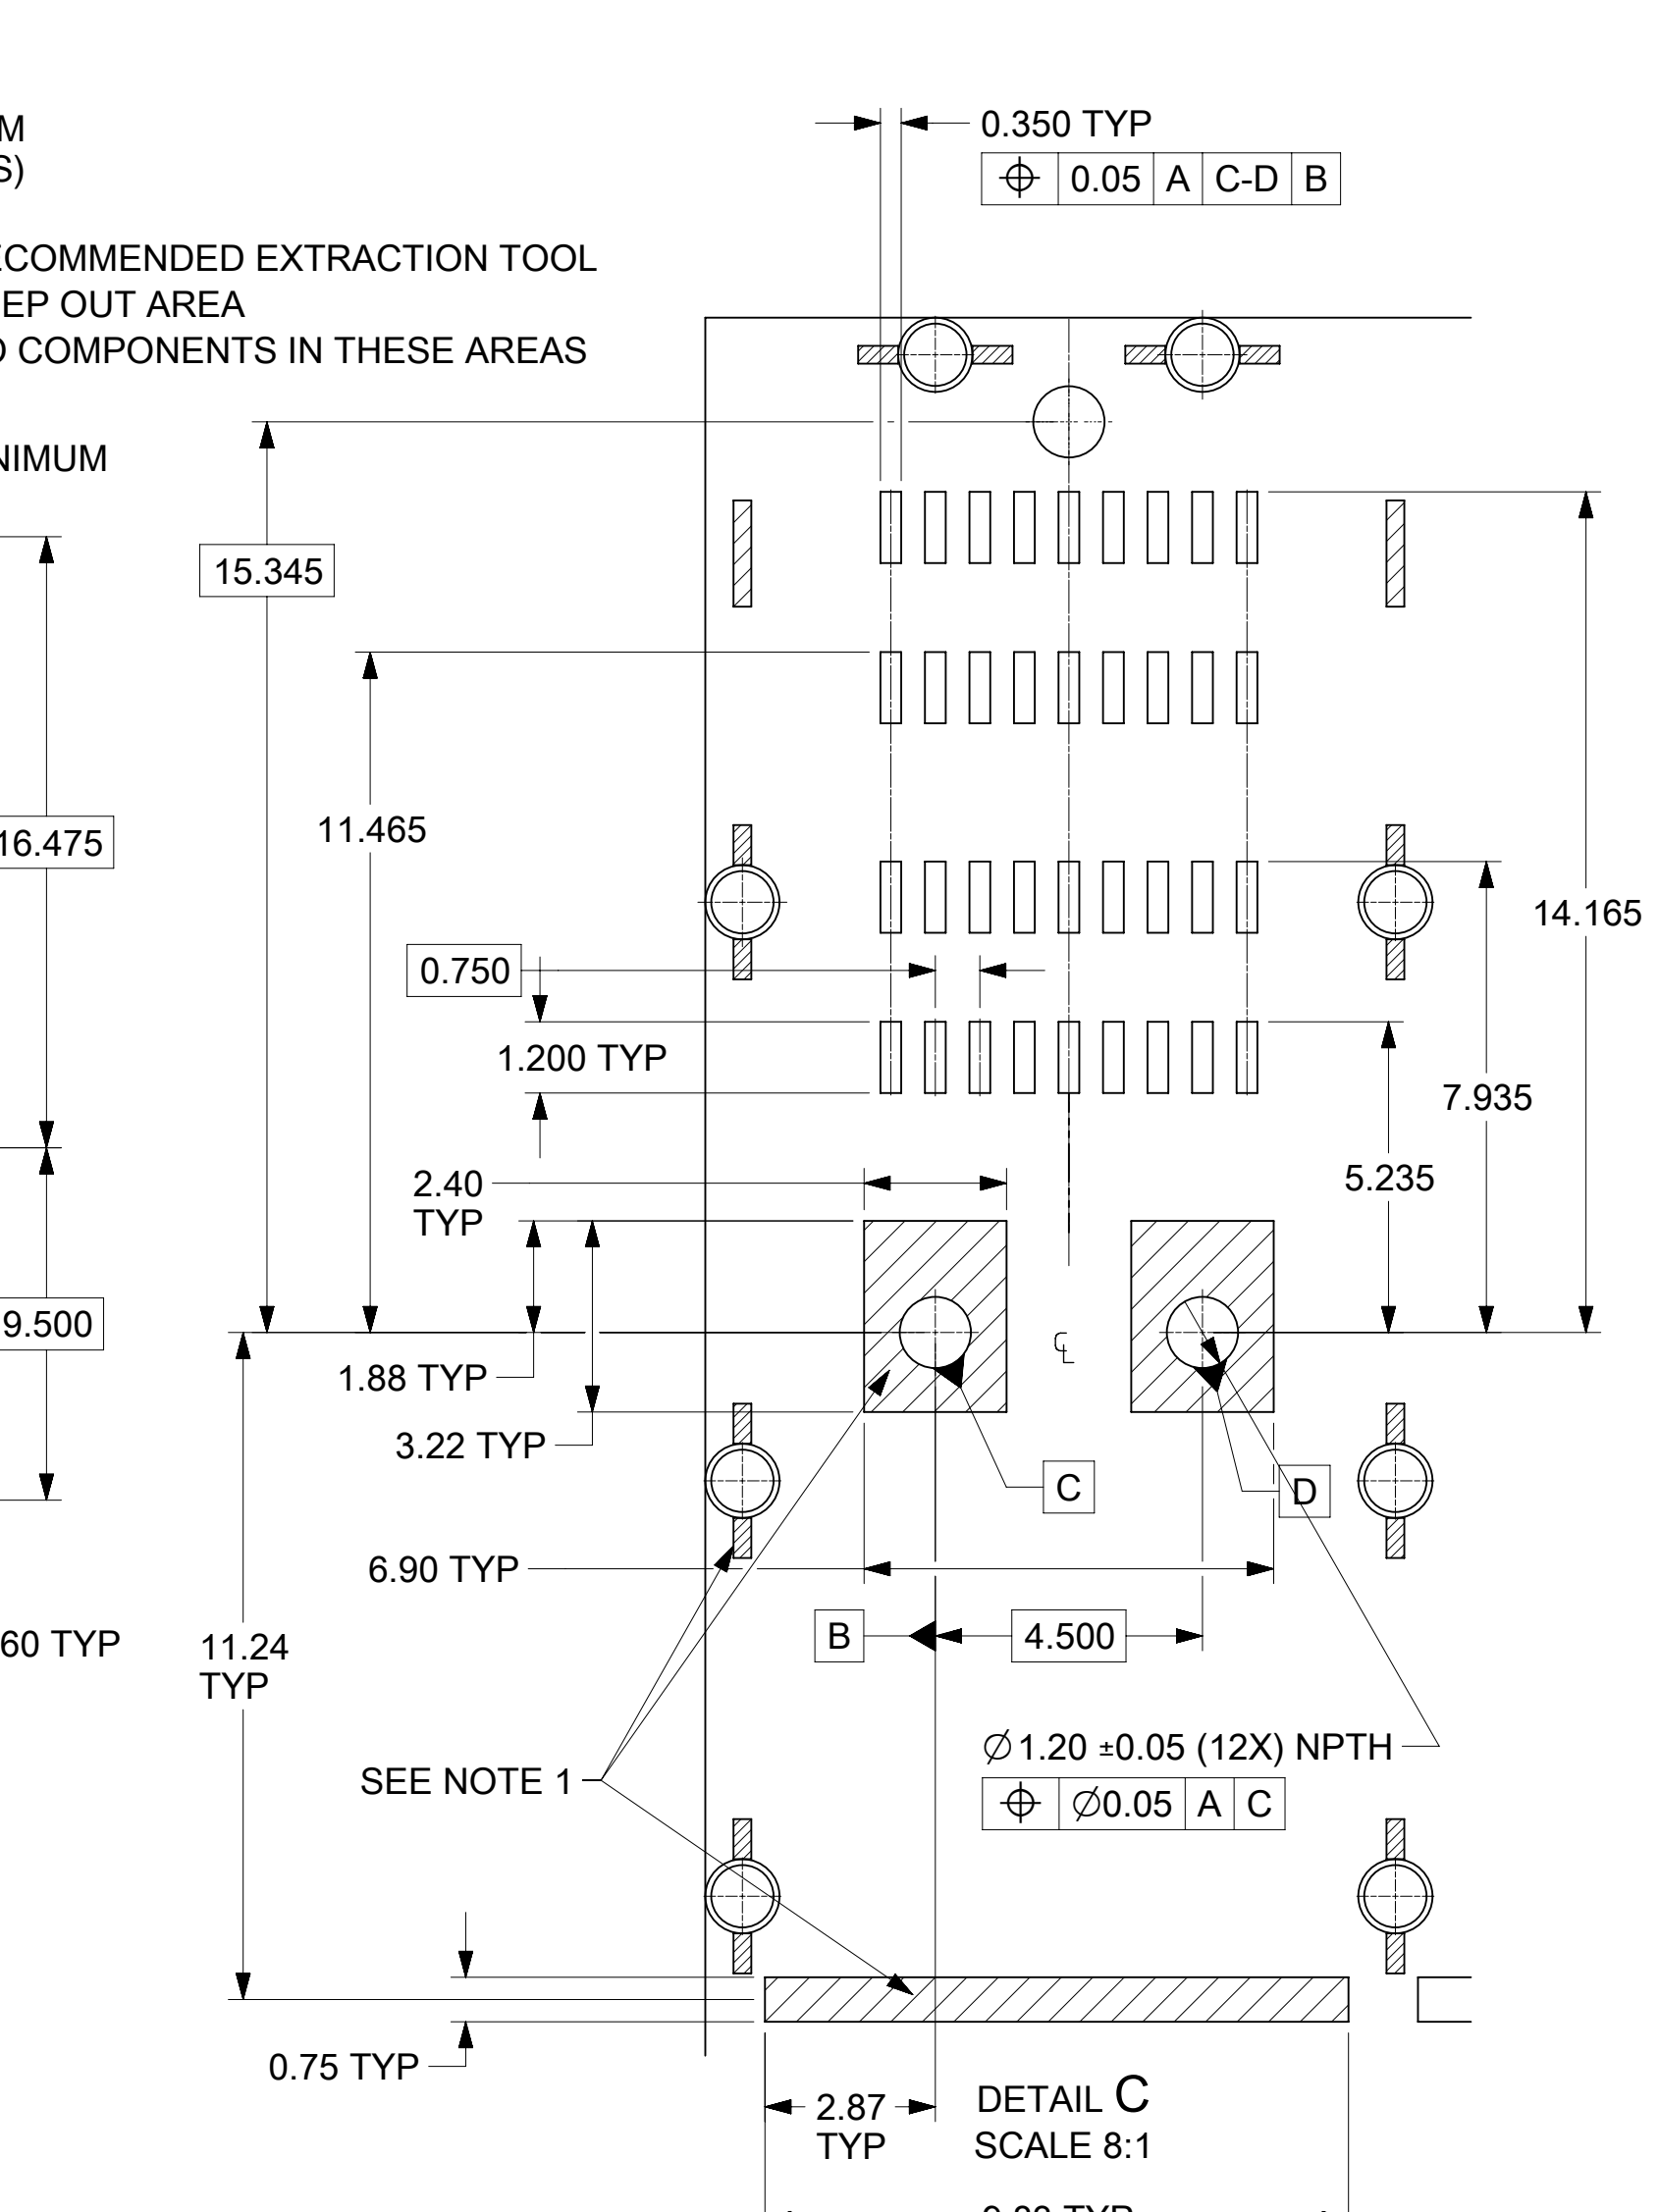 0.350 TYP
0.05 A C-D B
RECOMMENDED EXTRACTION TOOL
EP OUT AREA
COMPONENTS IN THESE AREAS
15.345
16.475
11.465
14.165
0.750
1.200 TYP
7.935
5.235
2.40
TYP
9.500
1.88 TYP
3.22 TYP
C
D
6.90 TYP
B
4.500
60 TYP
11.24
TYP
⌀1.20 ±0.05 (12X) NPTH
SEE NOTE 1
⌀0.05 A C
0.75 TYP
2.87
TYP
DETAIL C
SCALE 8:1